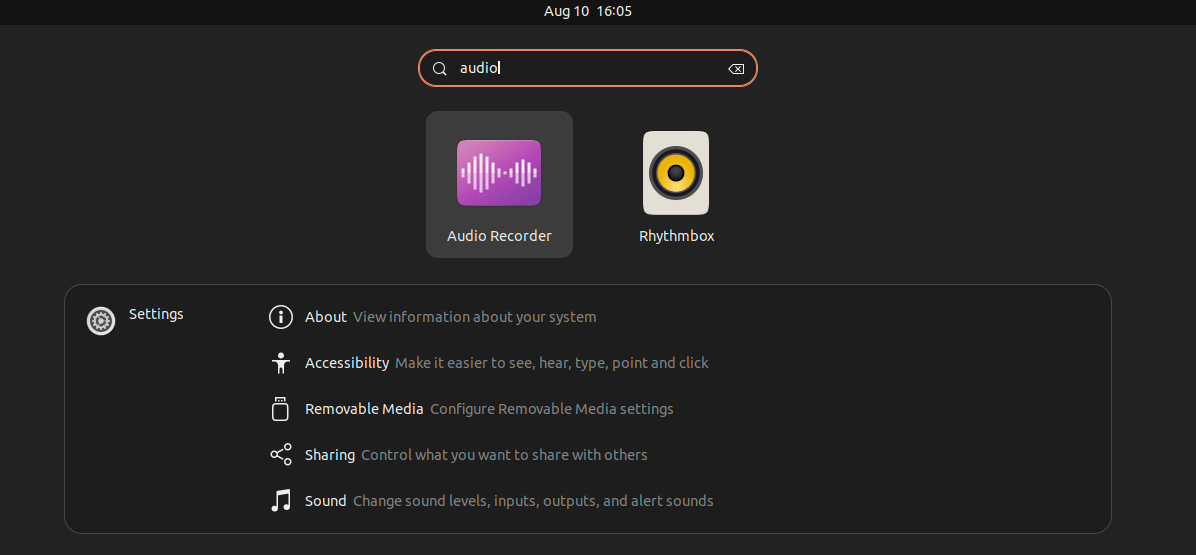 Aug 10 16:05
audio
Audio Recorder
Rhythmbox
Settings
About View information about your system
Accessibility Make it easier to see, hear, type, point and click
Removable Media Configure Removable Media settings
Sharing Control what you want to share with others
Sound Change sound levels, inputs, outputs, and alert sounds